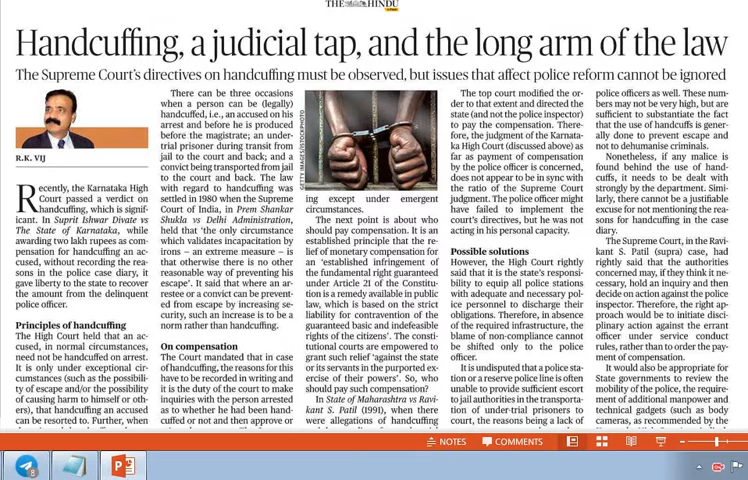 THE HINDU
Handcuffing, a judicial tap, and the long arm of the law
The Supreme Court's directives on handcuffing must be observed, but issues that affect police reform cannot be ignored
R.K. VIJ
Recently, the Karnataka High
Court passed a verdict on
handcuffing, which is signif-
icant. In Suprit Ishwar Divate vs
The State of Karnataka, while
awarding two lakh rupees as com-
pensation for handcuffing an ac-
cused, without recording the rea-
sons in the police case diary, it
gave liberty to the state to recover
the amount from the delinquent
police officer.
Principles of handcuffing
The High Court held that an ac-
cused, in normal circumstances,
need not be handcuffed on arrest.
It is only under exceptional cir-
cumstances (such as the possibili-
ty of escape and/or the possibility
of causing harm to himself or oth-
ers), that handcuffing an accused
can be resorted to. Further, when
There can be three occasions
when a person can be (legally)
handcuffed, i.e., an accused on his
arrest and before he is produced
before the magistrate; an under-
trial prisoner during transit from
jail to the court and back; and a
convict being transported from jail
to the court and back. The law
with regard to handcuffing was
settled in 1980 when the Supreme
Court of India, in Prem Shankar
Shukla vs Delhi Administration,
held that 'the only circumstance
which validates incapacitation by
irons – an extreme measure – is
that otherwise there is no other
reasonable way of preventing his
escape'. It said that where an ar-
restee or a convict can be prevent-
ed from escape by increasing se-
curity, such an increase is to be a
norm rather than handcuffing.
On compensation
The Court mandated that in case
of handcuffing, the reasons for this
have to be recorded in writing and
it is the duty of the court to make
inquiries with the person arrested
as to whether he had been hand-
cuffed or not and then approve or
GETTY IMAGES/ISTOCKPHOTO
ing except under emergent
circumstances.
The next point is about who
should pay compensation. It is an
established principle that the re-
lief of monetary compensation for
an 'established infringement of
the fundamental right guaranteed
under Article 21 of the Constitu-
tion is a remedy available in public
law, which is based on the strict
liability for contravention of the
guaranteed basic and indefeasible
rights of the citizens'. The consti-
tutional courts are empowered to
grant such relief 'against the state
or its servants in the purported ex-
ercise of their powers'. So, who
should pay such compensation?
In State of Maharashtra vs Ravi-
kant S. Patil (1991), when there
were allegations of handcuffing
The top court modified the or-
der to that extent and directed the
state (and not the police inspector)
to pay the compensation. There-
fore, the judgment of the Karnata-
ka High Court (discussed above) as
far as payment of compensation
by the police officer is concerned,
does not appear to be in sync with
the ratio of the Supreme Court
judgment. The police officer might
have failed to implement the
court's directives, but he was not
acting in his personal capacity.
Possible solutions
However, the High Court rightly
said that it is the state's responsi-
bility to equip all police stations
with adequate and necessary pol-
ice personnel to discharge their
obligations. Therefore, in absence
of the required infrastructure, the
blame of non-compliance cannot
be shifted only to the police
officer.
It is undisputed that a police sta-
tion or a reserve police line is often
unable to provide sufficient escort
to jail authorities in the transporta-
tion of under-trial prisoners to
court, the reasons being a lack of
police officers as well. These num-
bers may not be very high, but are
sufficient to substantiate the fact
that the use of handcuffs is gener-
ally done to prevent escape and
not to dehumanise criminals.
Nonetheless, if any malice is
found behind the use of hand-
cuffs, it needs to be dealt with
strongly by the department. Simi-
larly, there cannot be a justifiable
excuse for not mentioning the rea-
sons for handcuffing in the case
diary.
The Supreme Court, in the Ravi-
kant S. Patil (supra) case, had
rightly said that the authorities
concerned may, if they think it ne-
cessary, hold an inquiry and then
decide on action against the police
inspector. Therefore, the right ap-
proach would be to initiate disci-
plinary action against the errant
officer under service conduct
rules, rather than to order the pay-
ment of compensation.
It would also be appropriate for
State governments to review the
mobility of the police, the require-
ment of additional manpower and
technical gadgets (such as body
cameras, as recommended by the
NOTES COMMENTS